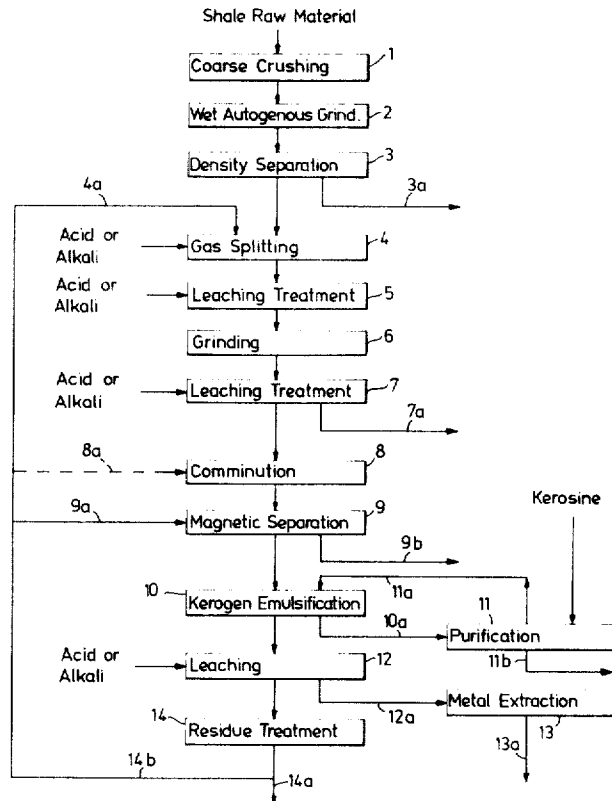 Shale Raw Material
Coarse Crushing 1
Wet Autogenous Grind. 2
Density Separation 3
4a
3a
Acid or
Alkali
Gas Splitting 4
Acid or
Alkali
Leaching Treatment 5
Grinding 6
Acid or
Alkali
Leaching Treatment 7
7a
8a
Comminution 8
9a
Magnetic Separation 9
Kerosine
9b
11a
10 Kerogen Emulsification
10a
11
Purification
11b
Acid or
Alkali
Leaching 12
12a
Metal Extraction
13
14
Residue Treatment
13a
14b
14a